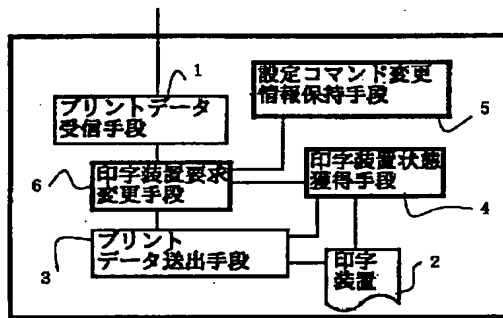 1
プリントデータ
受信手段
設定コマンド変更
情報保持手段
5
6
印字装置要求
変更手段
印字装置状態
獲得手段
4
3
プリント
データ送出手段
印字
装置
2